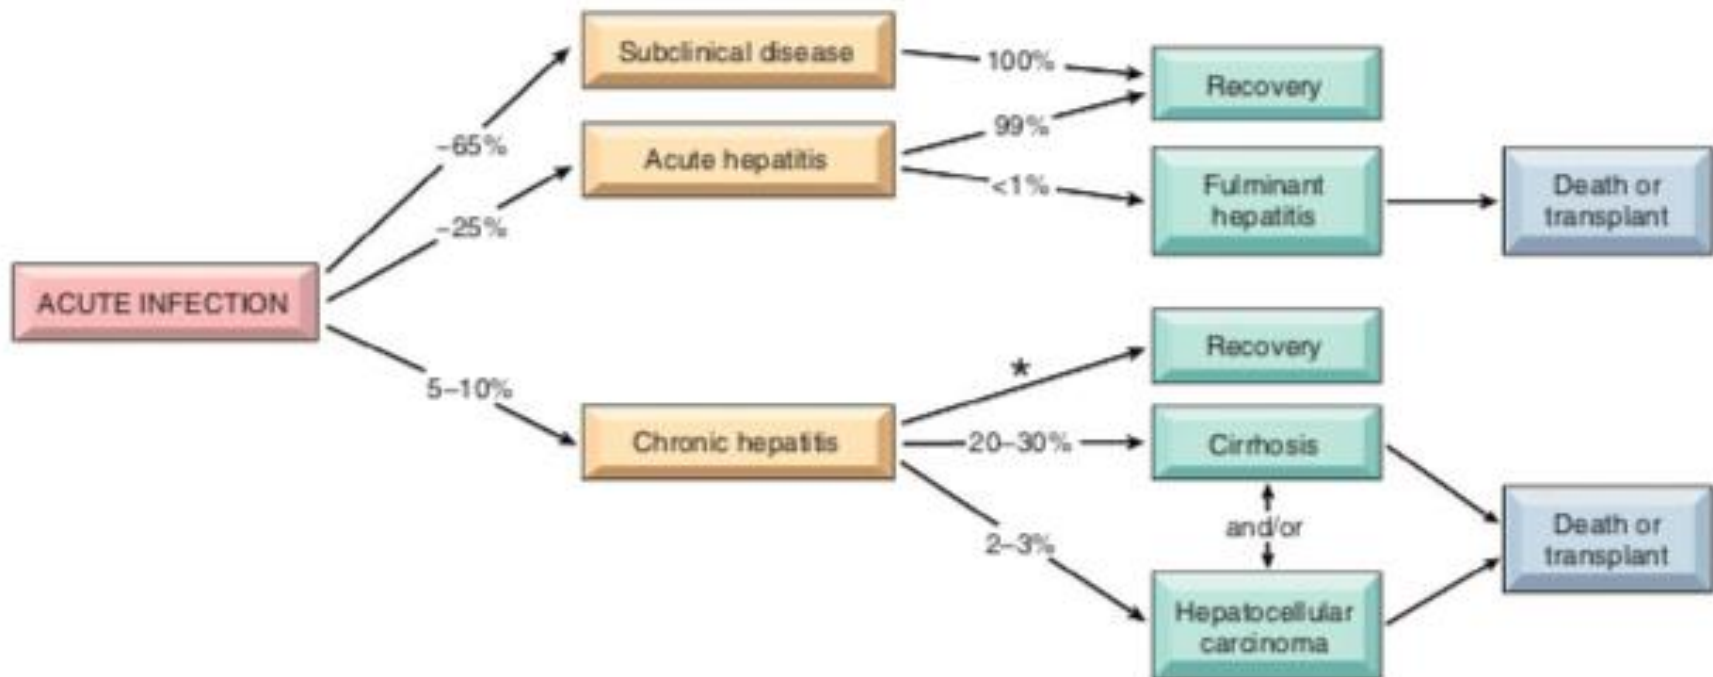 Subclinical disease
100%
Recovery
~65%
99%
Acute hepatitis
<1%
Fulminant
hepatitis
Death or
transplant
~25%
ACUTE INFECTION
5–10%
Recovery
*
Chronic hepatitis
20–30%
Cirrhosis
and/or
2–3%
Death or
transplant
Hepatocellular
carcinoma